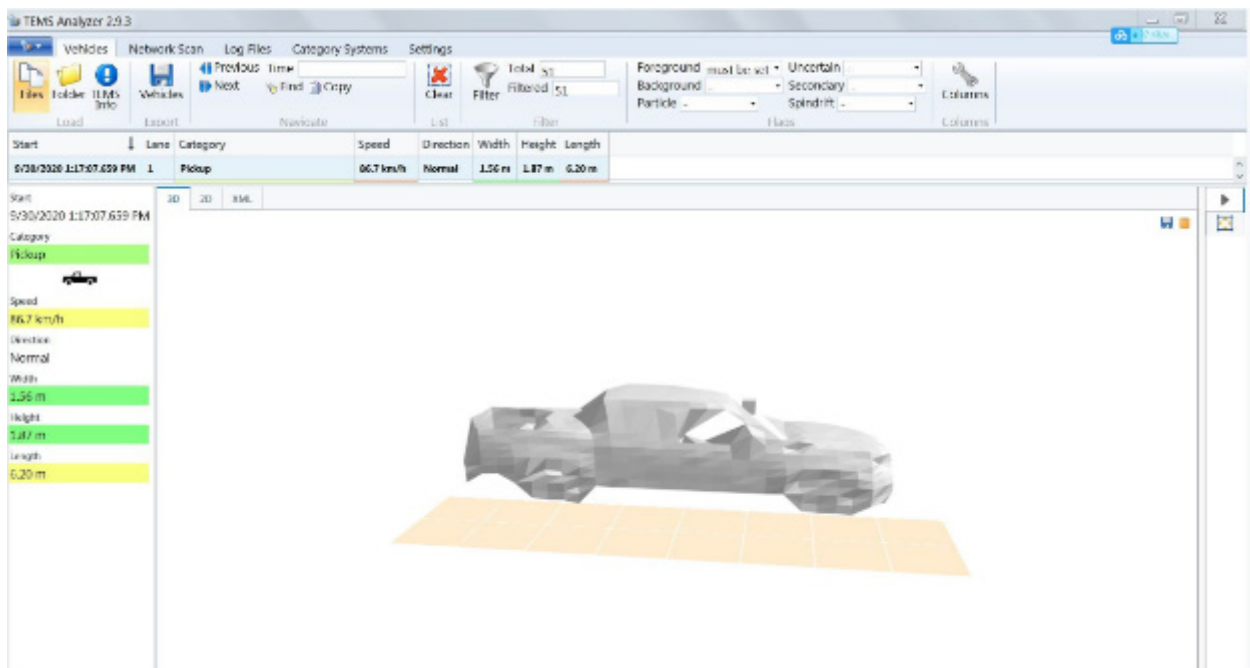 TEMS Analyzer 2.9.3
Vehicles Network Scan Log Files Category Systems Settings
Files Folder TEMS Info Vehicles
Previous Time
Next Find Copy
Clear Filter
Total 51
Filtered 51
Foreground must be set Uncertain -
Background - Secondary -
Particle - Spindrift -
Columns
Load Export Navigate List Filter Flags Columns
Start Lane Category Speed Direction Width Height Length
9/30/2020 1:17:07.659 PM 1 Pickup 86.7 km/h Normal 1.56 m 1.87 m 6.20 m
Start
9/30/2020 1:17:07.659 PM
Category
Pickup
Speed
86.7 km/h
Direction
Normal
Width
1.56 m
Height
1.87 m
Length
6.20 m
3D 2D XML